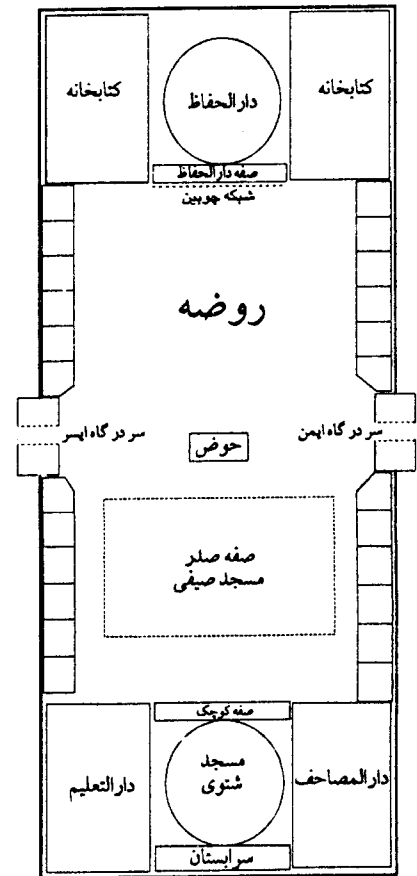 کتابخانه
دارالحفاظ
کتابخانه
صفه دارالحفاظ
شبکه چوبین
روضه
سر در گاه ایمن
سر در گاه ایسر
حوض
صفه صدر
مسجد صیفی
صفه کوچک
مسجد
شتوی
دارالمصاحف
دارالتعلیم
سرابستان